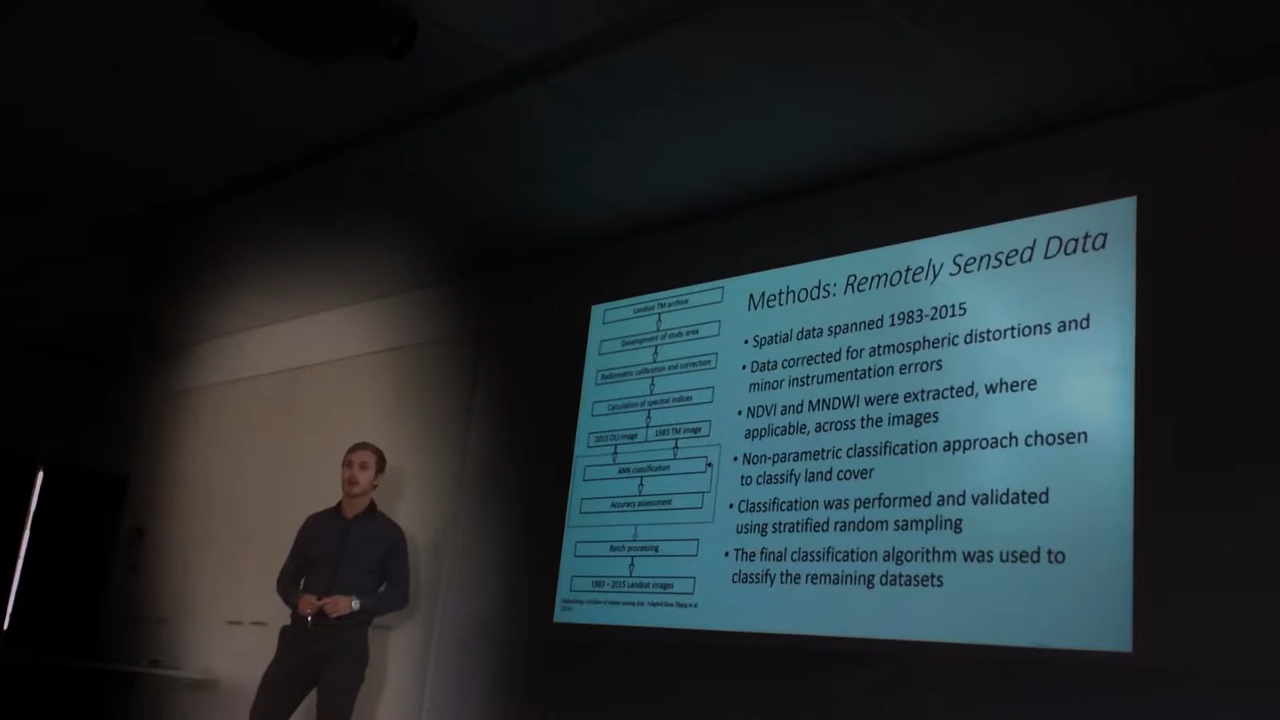 Methods: Remotely Sensed Data
• Spatial data spanned 1983-2015
• Data corrected for atmospheric distortions and
minor instrumentation errors
• NDVI and MNDWI were extracted, where
applicable, across the images
• Non-parametric classification approach chosen
to classify land cover
• Classification was performed and validated
using stratified random sampling
• The final classification algorithm was used to
classify the remaining datasets
Landsat TM archive
Development of study area
Radiometric calibration and correction
Calculation of spectral indices
2015 OLI image
1983 TM image
ANN classification
Accuracy assessment
Batch processing
1983 – 2015 Landsat images